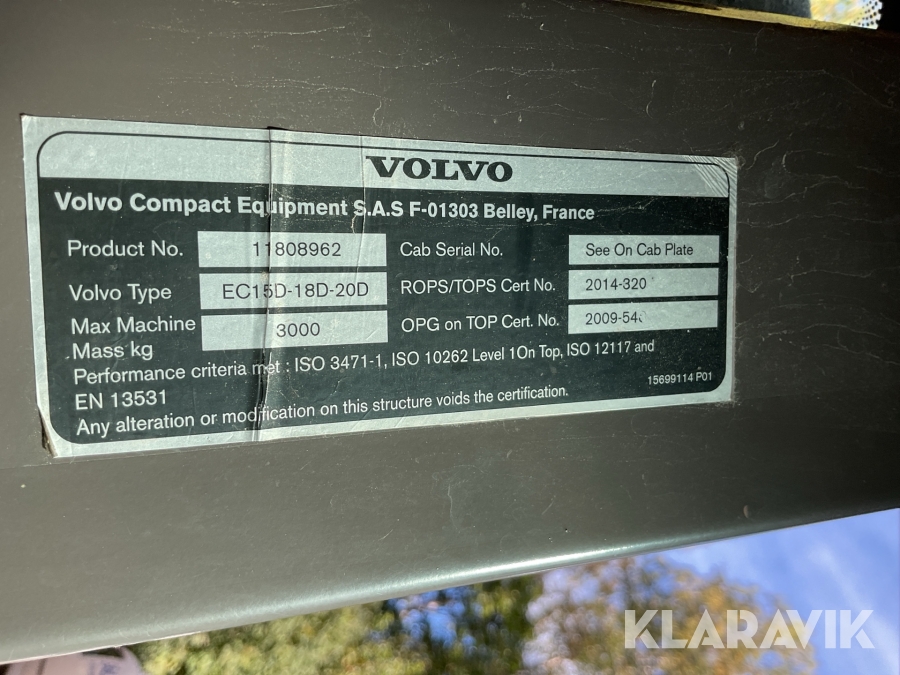 VOLVO
Volvo Compact Equipment S.A.S F-01303 Belley, France
Product No. 11808962 Cab Serial No. See On Cab Plate
Volvo Type EC15D-18D-20D ROPS/TOPS Cert No. 2014-320
Max Machine Mass kg 3000 OPG on TOP Cert. No.
Performance criteria met : ISO 3471-1, ISO 10262 Level 1On Top, ISO 12117 and
EN 13531
15699114 P01
Any alteration or modification on this structure voids the certification.
KLARAVIK